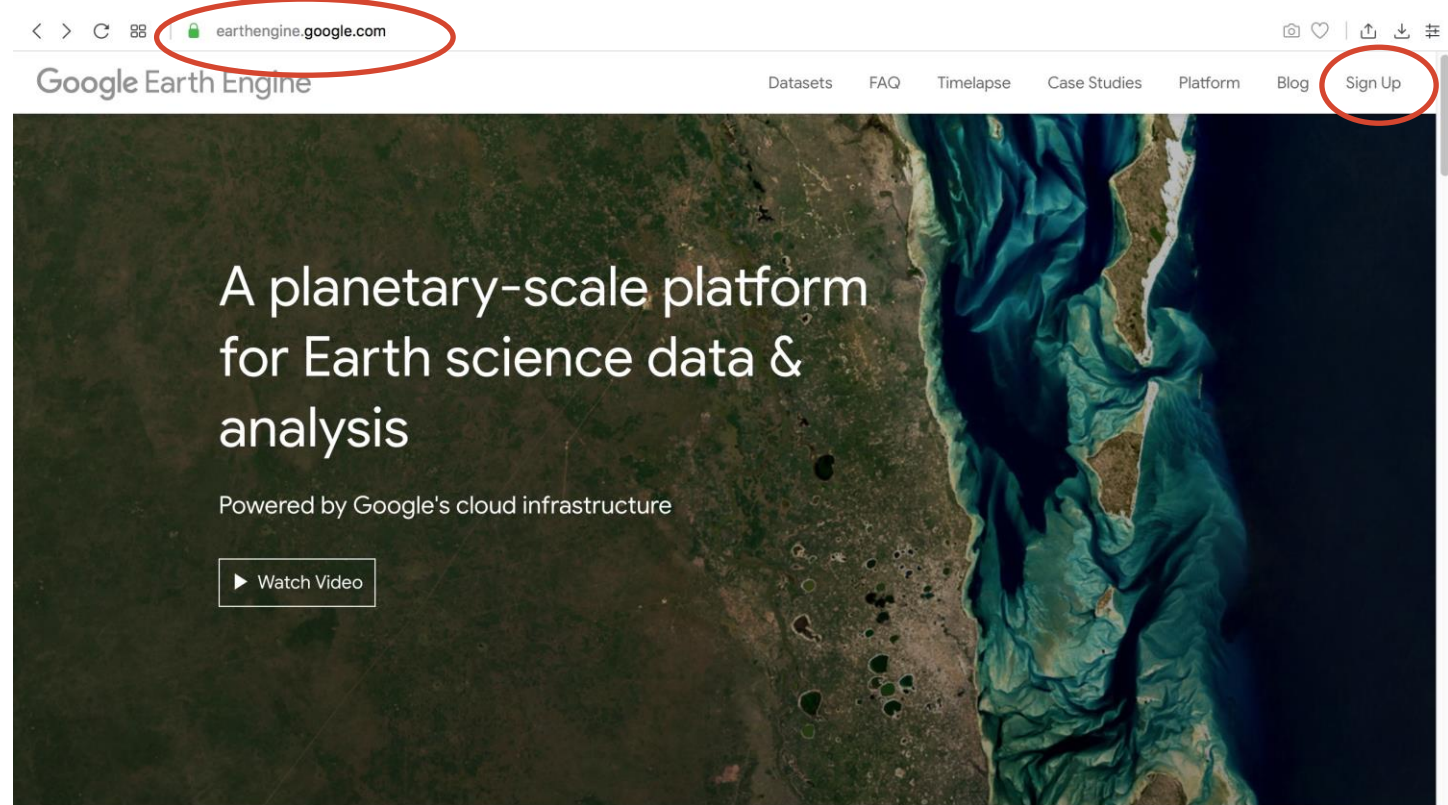 earthengine.google.com
Google Earth Engine
Datasets FAQ Timelapse Case Studies Platform Blog Sign Up
A planetary-scale platform
for Earth science data &
analysis
Powered by Google's cloud infrastructure
Watch Video